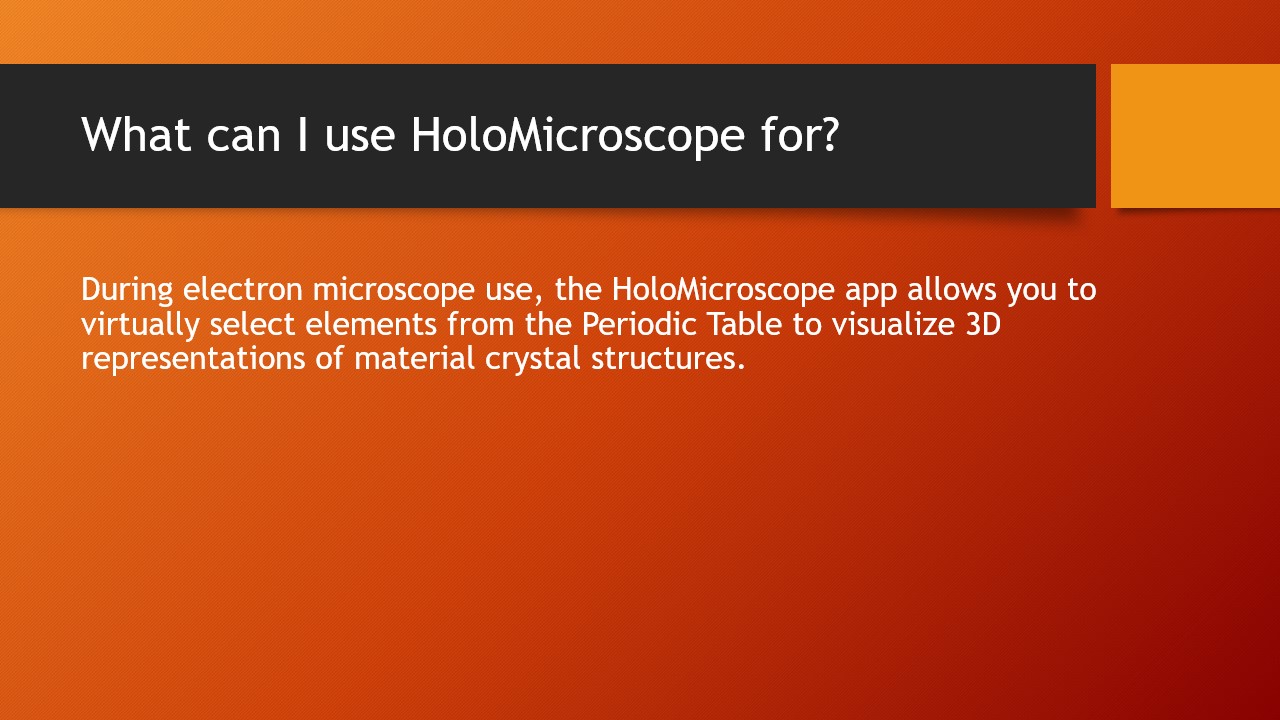 What can I use HoloMicroscope for?
During electron microscope use, the HoloMicroscope app allows you to
virtually select elements from the Periodic Table to visualize 3D
representations of material crystal structures.